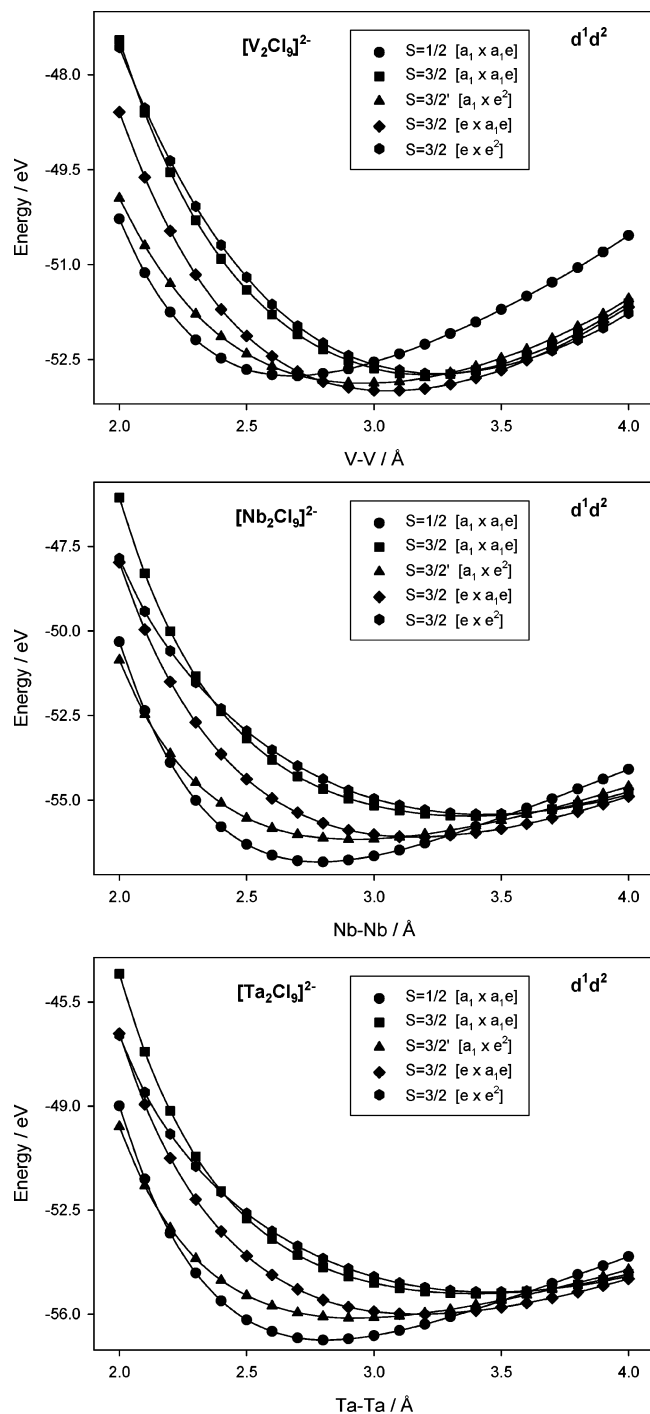 [V₂Cl₉]²⁻
d¹d²
S=1/2 [a₁ x a₁e]
S=3/2 [a₁ x a₁e]
S=3/2' [a₁ x e²]
S=3/2 [e x a₁e]
S=3/2 [e x e²]
Energy / eV
-48.0
-49.5
-51.0
-52.5
2.0 2.5 3.0 3.5 4.0
V-V / Å
[Nb₂Cl₉]²⁻
d¹d²
S=1/2 [a₁ x a₁e]
S=3/2 [a₁ x a₁e]
S=3/2' [a₁ x e²]
S=3/2 [e x a₁e]
S=3/2 [e x e²]
Energy / eV
-47.5
-50.0
-52.5
-55.0
2.0 2.5 3.0 3.5 4.0
Nb-Nb / Å
[Ta₂Cl₉]²⁻
d¹d²
S=1/2 [a₁ x a₁e]
S=3/2 [a₁ x a₁e]
S=3/2' [a₁ x e²]
S=3/2 [e x a₁e]
S=3/2 [e x e²]
Energy / eV
-45.5
-49.0
-52.5
-56.0
2.0 2.5 3.0 3.5 4.0
Ta-Ta / Å